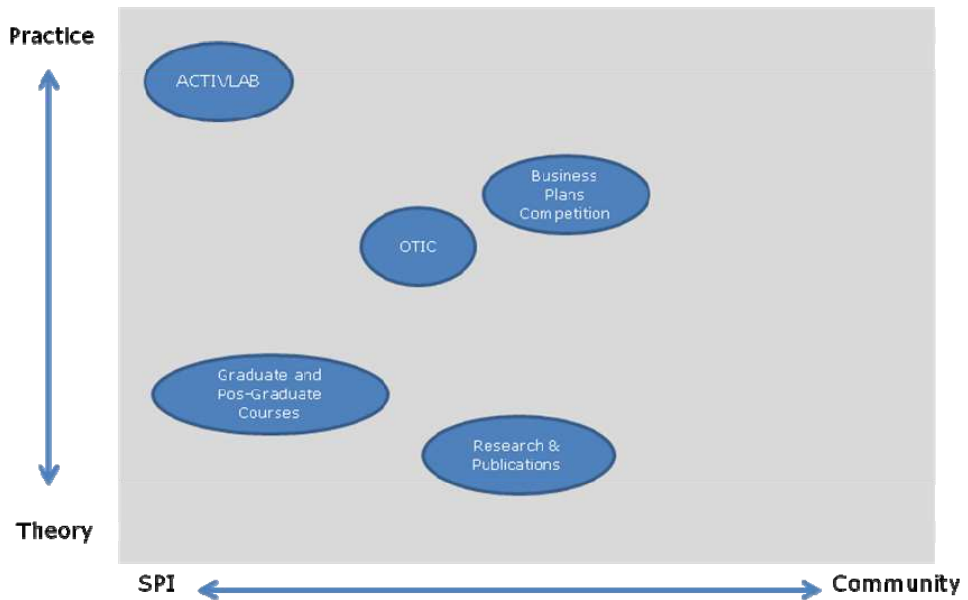 Practice
ACTIVLAB
Business
Plans
Competition
OTIC
Graduate and
Pos-Graduate
Courses
Research &
Publications
Theory
SPI
Community